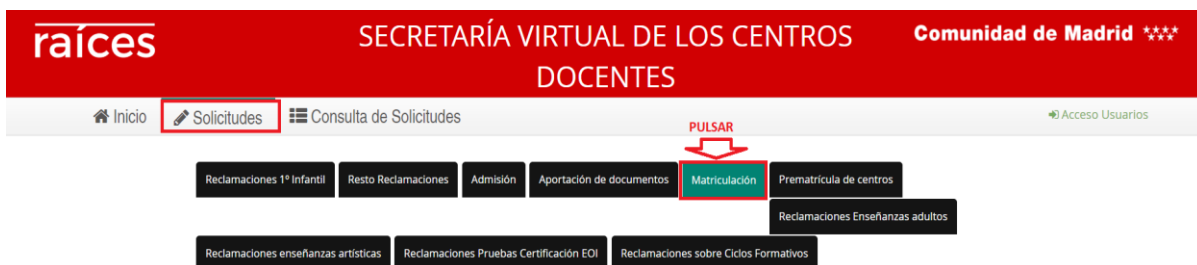 raíces
SECRETARÍA VIRTUAL DE LOS CENTROS
DOCENTES
Comunidad de Madrid
Inicio
Solicitudes
Consulta de Solicitudes
Acceso Usuarios
PULSAR
Reclamaciones 1º Infantil
Resto Reclamaciones
Admisión
Aportación de documentos
Matriculación
Prematrícula de centros
Reclamaciones Enseñanzas adultos
Reclamaciones enseñanzas artísticas
Reclamaciones Pruebas Certificación EOI
Reclamaciones sobre Ciclos Formativos